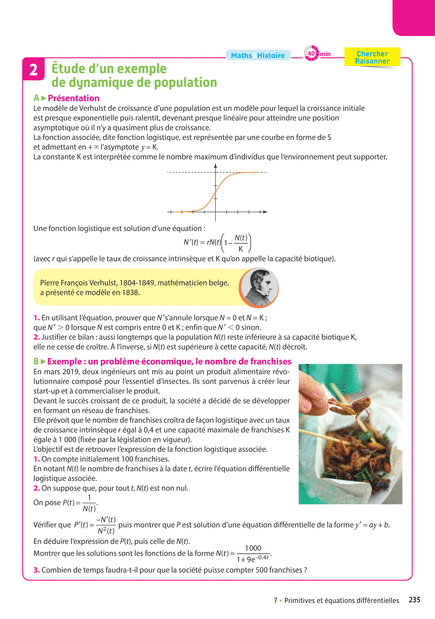 Maths & Histoire
40 min
Chercher
Raisonner
2 Étude d'un exemple
de dynamique de population
A ▶ Présentation
Le modèle de Verhulst de croissance d'une population est un modèle pour lequel la croissance initiale
est presque exponentielle puis ralentit, devenant presque linéaire pour atteindre une position
asymptotique où il n'y a quasiment plus de croissance.
La fonction associée, dite fonction logistique, est représentée par une courbe en forme de S
et admettant en + ∞ l'asymptote y = K.
La constante K est interprétée comme le nombre maximum d'individus que l'environnement peut supporter.
Une fonction logistique est solution d'une équation :
N'(t) = rN(t)(1 – N(t)/K)
(avec r qui s'appelle le taux de croissance intrinsèque et K qu'on appelle la capacité biotique).
Pierre François Verhulst, 1804-1849, mathématicien belge,
a présenté ce modèle en 1838.
1. En utilisant l'équation, prouver que N's'annule lorsque N = 0 et N = K ;
que N' > 0 lorsque N est compris entre 0 et K ; enfin que N' < 0 sinon.
2. Justifier ce bilan : aussi longtemps que la population N(t) reste inférieure à sa capacité biotique K,
elle ne cesse de croître. À l'inverse, si N(t) est supérieure à cette capacité, N(t) décroît.
B ▶ Exemple : un problème économique, le nombre de franchises
En mars 2019, deux ingénieurs ont mis au point un produit alimentaire révo-
lutionnaire composé pour l'essentiel d'insectes. Ils sont parvenus à créer leur
start-up et à commercialiser le produit.
Devant le succès croissant de ce produit, la société a décidé de se développer
en formant un réseau de franchises.
Elle prévoit que le nombre de franchises croîtra de façon logistique avec un taux
de croissance intrinsèque r égal à 0,4 et une capacité maximale de franchises K
égale à 1 000 (fixée par la législation en vigueur).
L'objectif est de retrouver l'expression de la fonction logistique associée.
1. On compte initialement 100 franchises.
En notant N(t) le nombre de franchises à la date t, écrire l'équation différentielle
logistique associée.
2. On suppose que, pour tout t, N(t) est non nul.
On pose P(t) = 1/N(t).
Vérifier que P'(t) = –N'(t)/N²(t) puis montrer que P est solution d'une équation différentielle de la forme y' = ay + b.
En déduire l'expression de P(t), puis celle de N(t).
Montrer que les solutions sont les fonctions de la forme N(t) = 1000/(1 + 9e^–0,4t).
3. Combien de temps faudra-t-il pour que la société puisse compter 500 franchises ?
7 • Primitives et équations différentielles 235